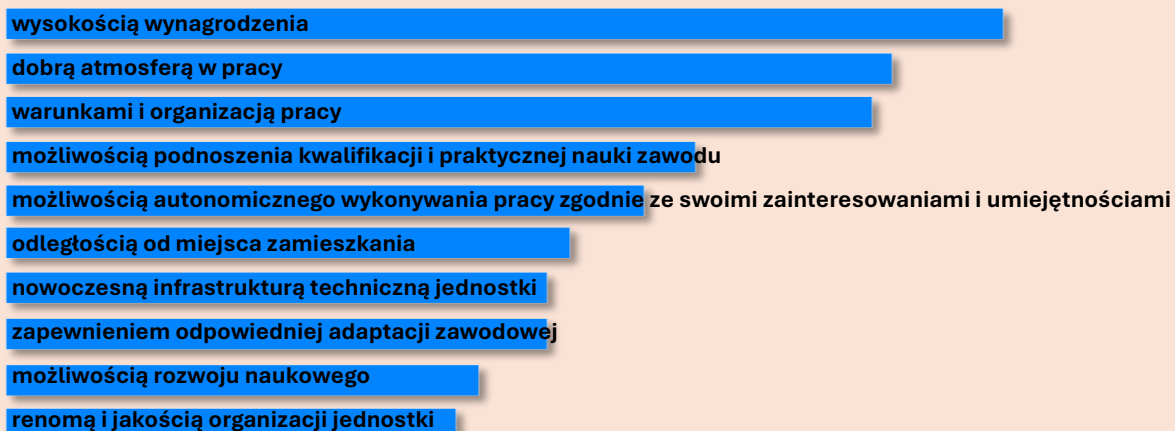 wysokością wynagrodzenia
dobrą atmosferą w pracy
warunkami i organizacją pracy
możliwością podnoszenia kwalifikacji i praktycznej nauki zawodu
możliwością autonomicznego wykonywania pracy zgodnie ze swoimi zainteresowaniami i umiejętnościami
odległością od miejsca zamieszkania
nowoczesną infrastrukturą techniczną jednostki
zapewnieniem odpowiedniej adaptacji zawodowej
możliwością rozwoju naukowego
renomą i jakością organizacji jednostki